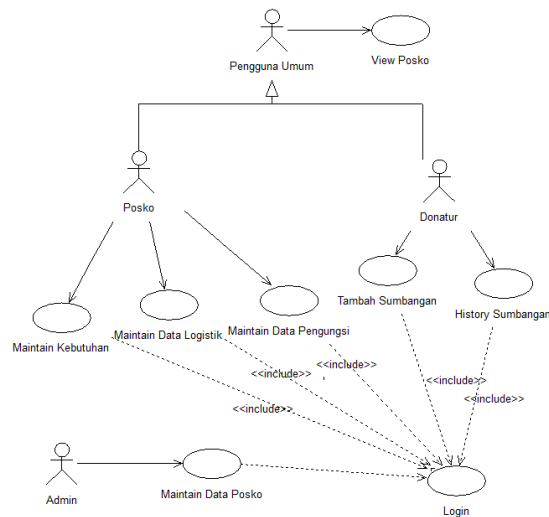 Pengguna Umum
View Posko
Posko
Donatur
Tambah Sumbangan
History Sumbangan
Maintain Kebutuhan
Maintain Data Logistik
Maintain Data Pengungsi
<<include>>
<<include>>
<<include>>
<<include>>
<<include>>
Admin
Maintain Data Posko
Login